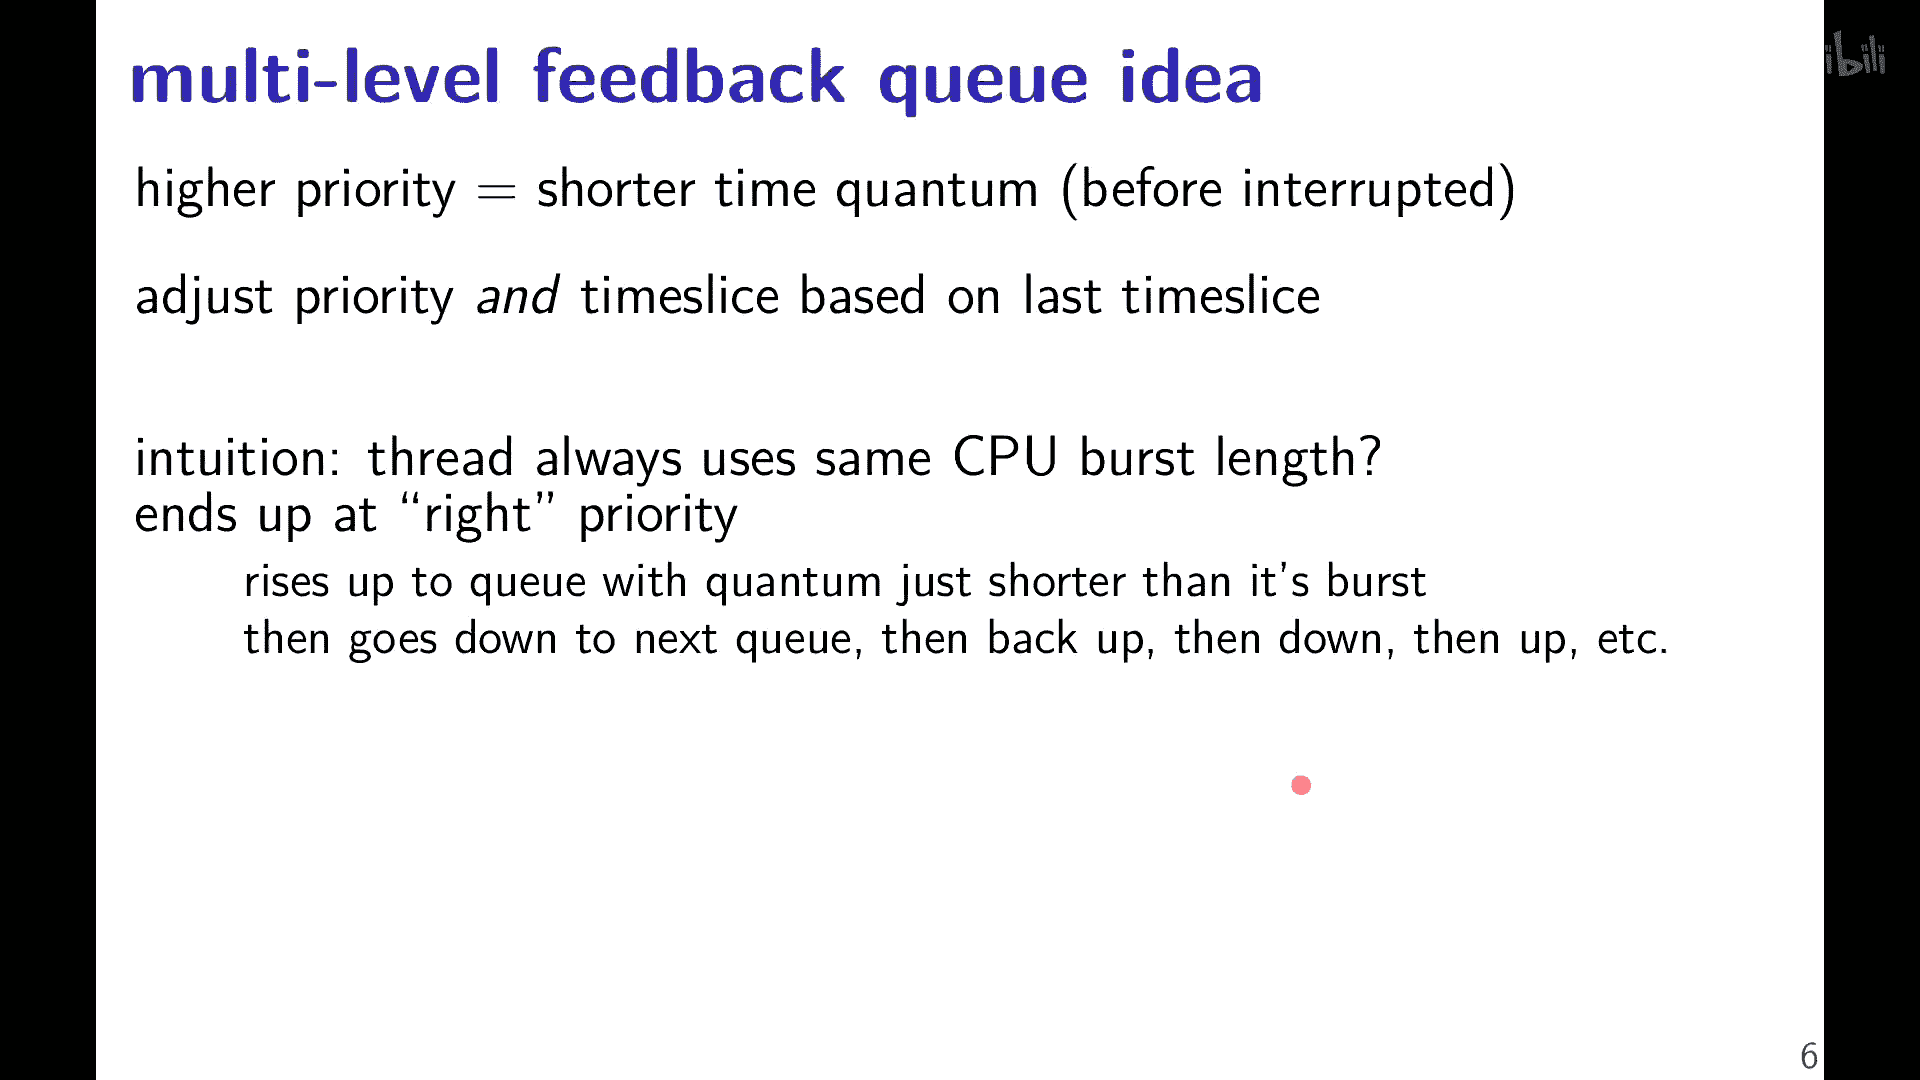 multi-level feedback queue idea
higher priority = shorter time quantum (before interrupted)
adjust priority and timeslice based on last timeslice
intuition: thread always uses same CPU burst length?
ends up at “right” priority
rises up to queue with quantum just shorter than it's burst
then goes down to next queue, then back up, then down, then up, etc.
6